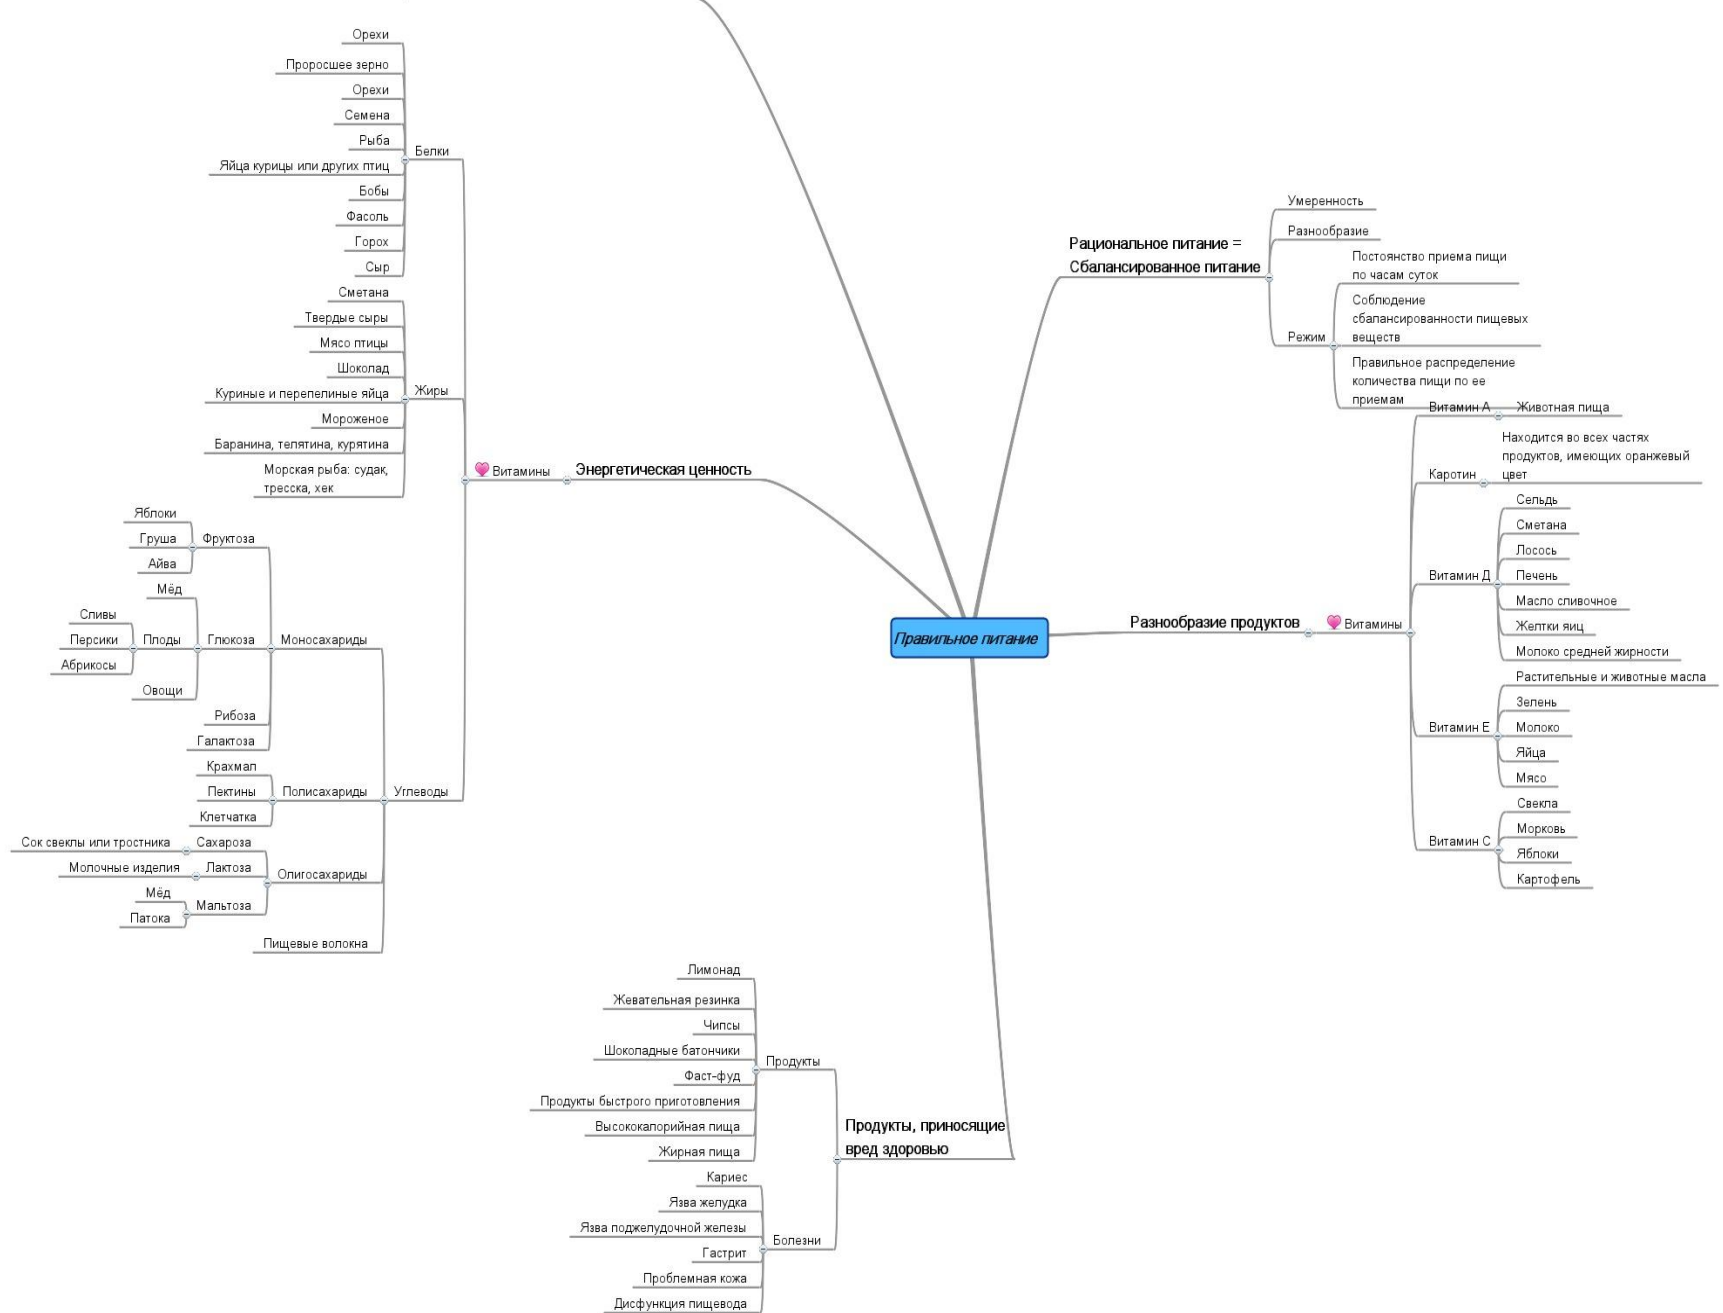 Правильное питание
Рациональное питание =
Сбалансированное питание
Умеренность
Разнообразие
Режим
Постоянство приема пищи
по часам суток
Соблюдение
сбалансированности пищевых
веществ
Правильное распределение
количества пищи по ее
приемам
Разнообразие продуктов
Витамины
Витамин А
Животная пища
Каротин
Находится во всех частях
продуктов, имеющих оранжевый
цвет
Витамин Д
Сельдь
Сметана
Лосось
Печень
Масло сливочное
Желтки яиц
Молоко средней жирности
Витамин Е
Растительные и животные масла
Зелень
Молоко
Яйца
Мясо
Витамин С
Свекла
Морковь
Яблоки
Картофель
Энергетическая ценность
Витамины
Белки
Орехи
Проросшее зерно
Орехи
Семена
Рыба
Яйца курицы или других птиц
Бобы
Фасоль
Горох
Сыр
Жиры
Сметана
Твердые сыры
Мясо птицы
Шоколад
Куриные и перепелиные яйца
Мороженое
Баранина, телятина, курятина
Морская рыба: судак,
тресска, хек
Углеводы
Моносахариды
Фруктоза
Яблоки
Груша
Айва
Глюкоза
Мёд
Плоды
Сливы
Персики
Абрикосы
Овощи
Рибоза
Галактоза
Полисахариды
Крахмал
Пектины
Клетчатка
Олигосахариды
Сахароза
Сок свеклы или тростника
Лактоза
Молочные изделия
Мальтоза
Мёд
Патока
Пищевые волокна
Продукты, приносящие
вред здоровью
Продукты
Лимонад
Жевательная резинка
Чипсы
Шоколадные батончики
Фаст-фуд
Продукты быстрого приготовления
Высококалорийная пища
Жирная пища
Болезни
Кариес
Язва желудка
Язва поджелудочной железы
Гастрит
Проблемная кожа
Дисфункция пищевода